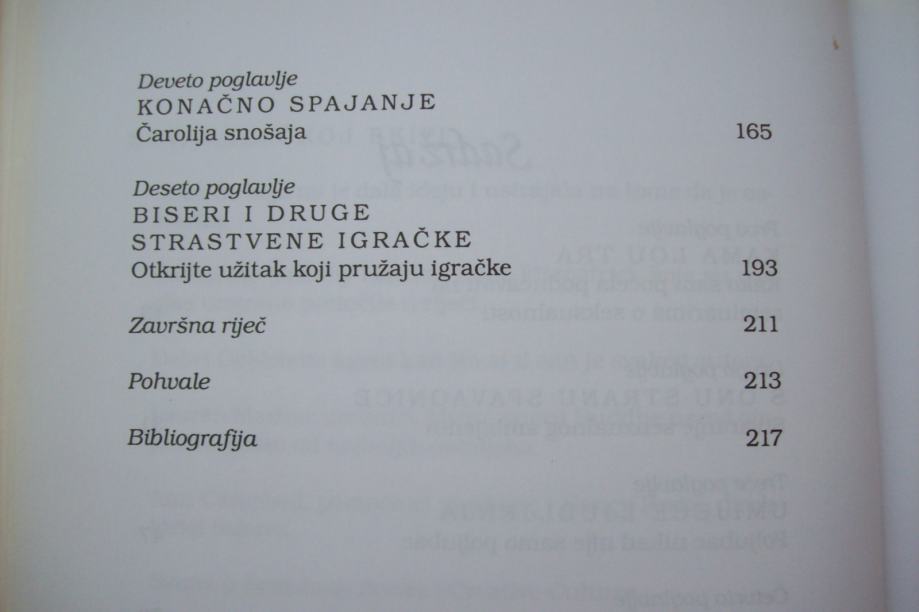 Deveto poglavlje
KONAČNO SPAJANJE
Čarolija snošaja 165
Deseto poglavlje
BISERI I DRUGE
STRASTVENE IGRAČKE
Otkrijte užitak koji pružaju igračke 193
Završna riječ 211
Pohvale 213
Bibliografija 217